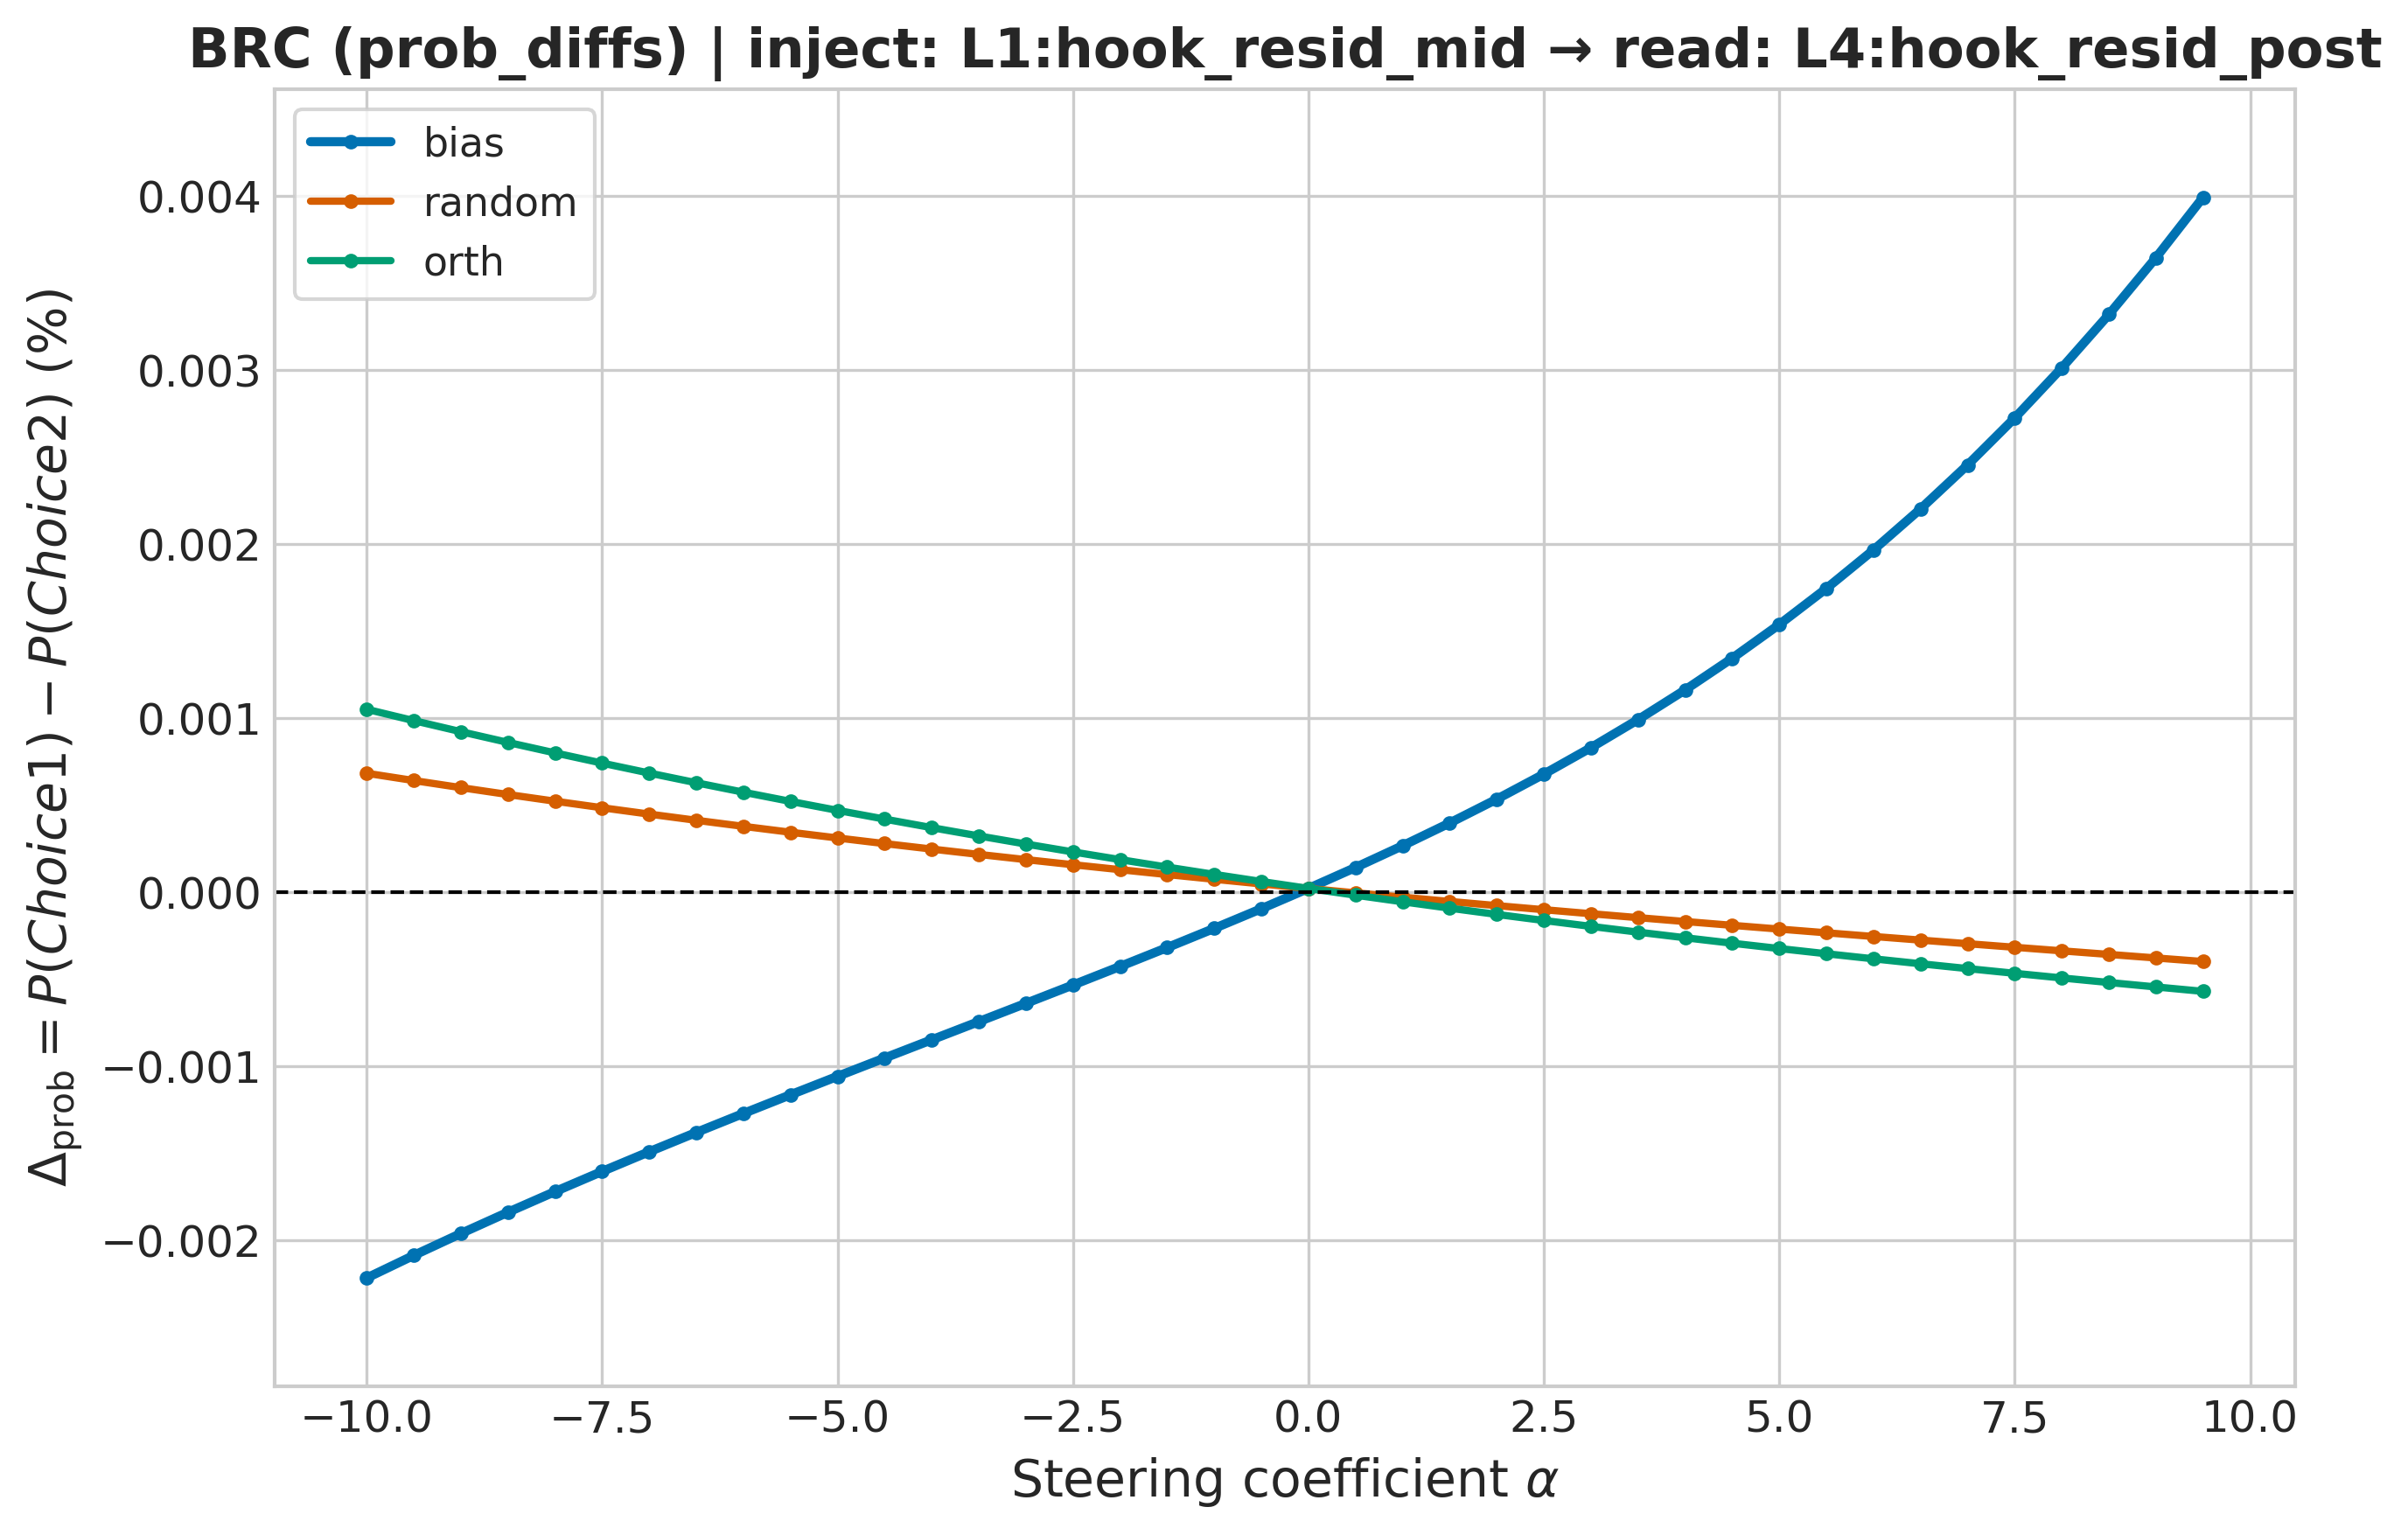 BRC (prob_diffs) | inject: L1:hook_resid_mid → read: L4:hook_resid_post
bias
random
orth
Δprob = P(Choice1) − P(Choice2) (%)
0.004
0.003
0.002
0.001
0.000
−0.001
−0.002
−10.0 −7.5 −5.0 −2.5 0.0 2.5 5.0 7.5 10.0
Steering coefficient α